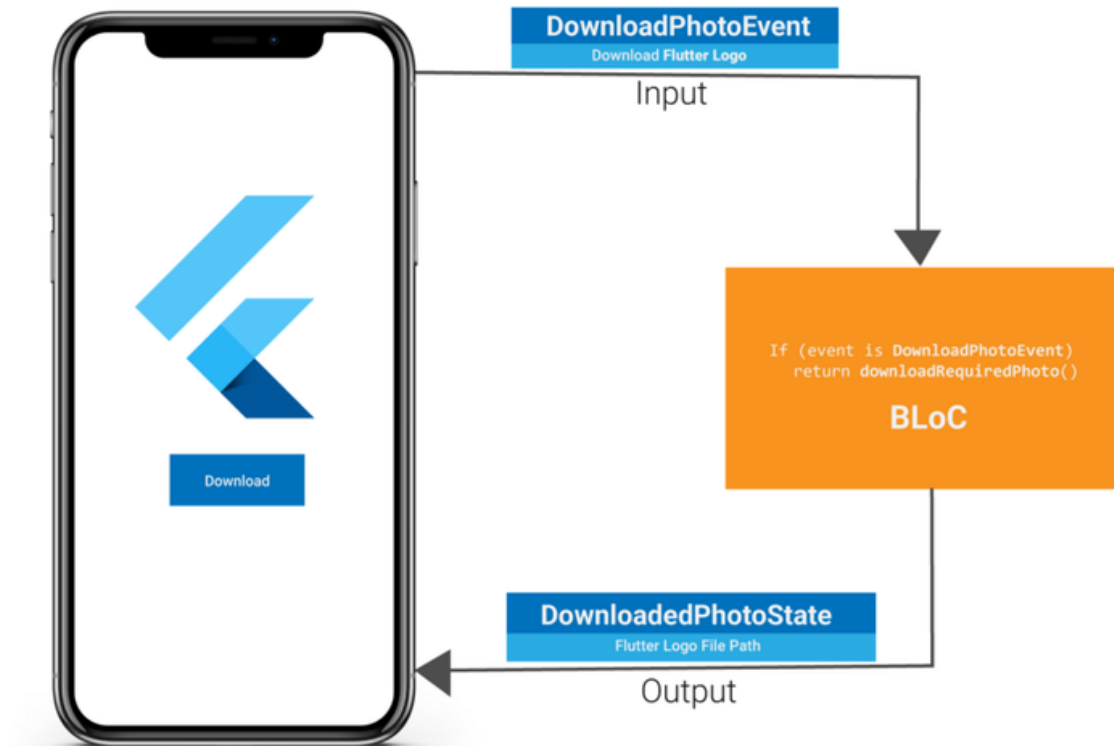 DownloadPhotoEvent
Download Flutter Logo
Input
If (event is DownloadPhotoEvent)
return downloadRequiredPhoto()
BLoC
Download
DownloadedPhotoState
Flutter Logo File Path
Output